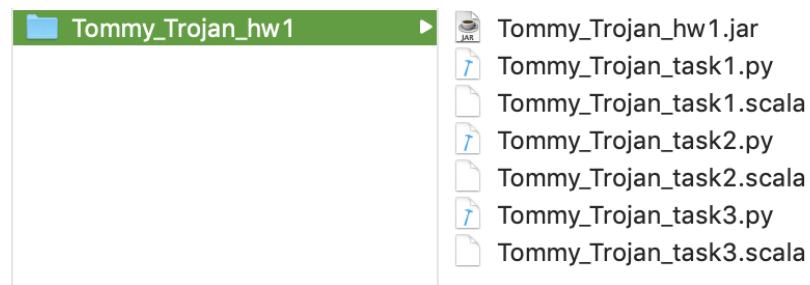 Tommy_Trojan_hw1
Tommy_Trojan_hw1.jar
JAR
Tommy_Trojan_task1.py
Tommy_Trojan_task1.scala
Tommy_Trojan_task2.py
Tommy_Trojan_task2.scala
Tommy_Trojan_task3.py
Tommy_Trojan_task3.scala